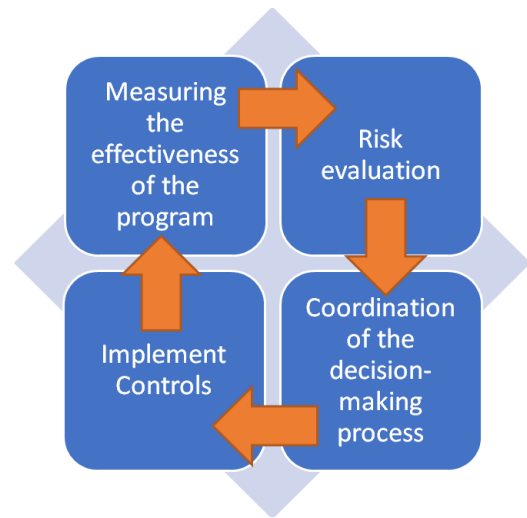 Measuring
the
effectiveness
of the
program
Risk
evaluation
Implement
Controls
Coordination
of the
decision-
making
process